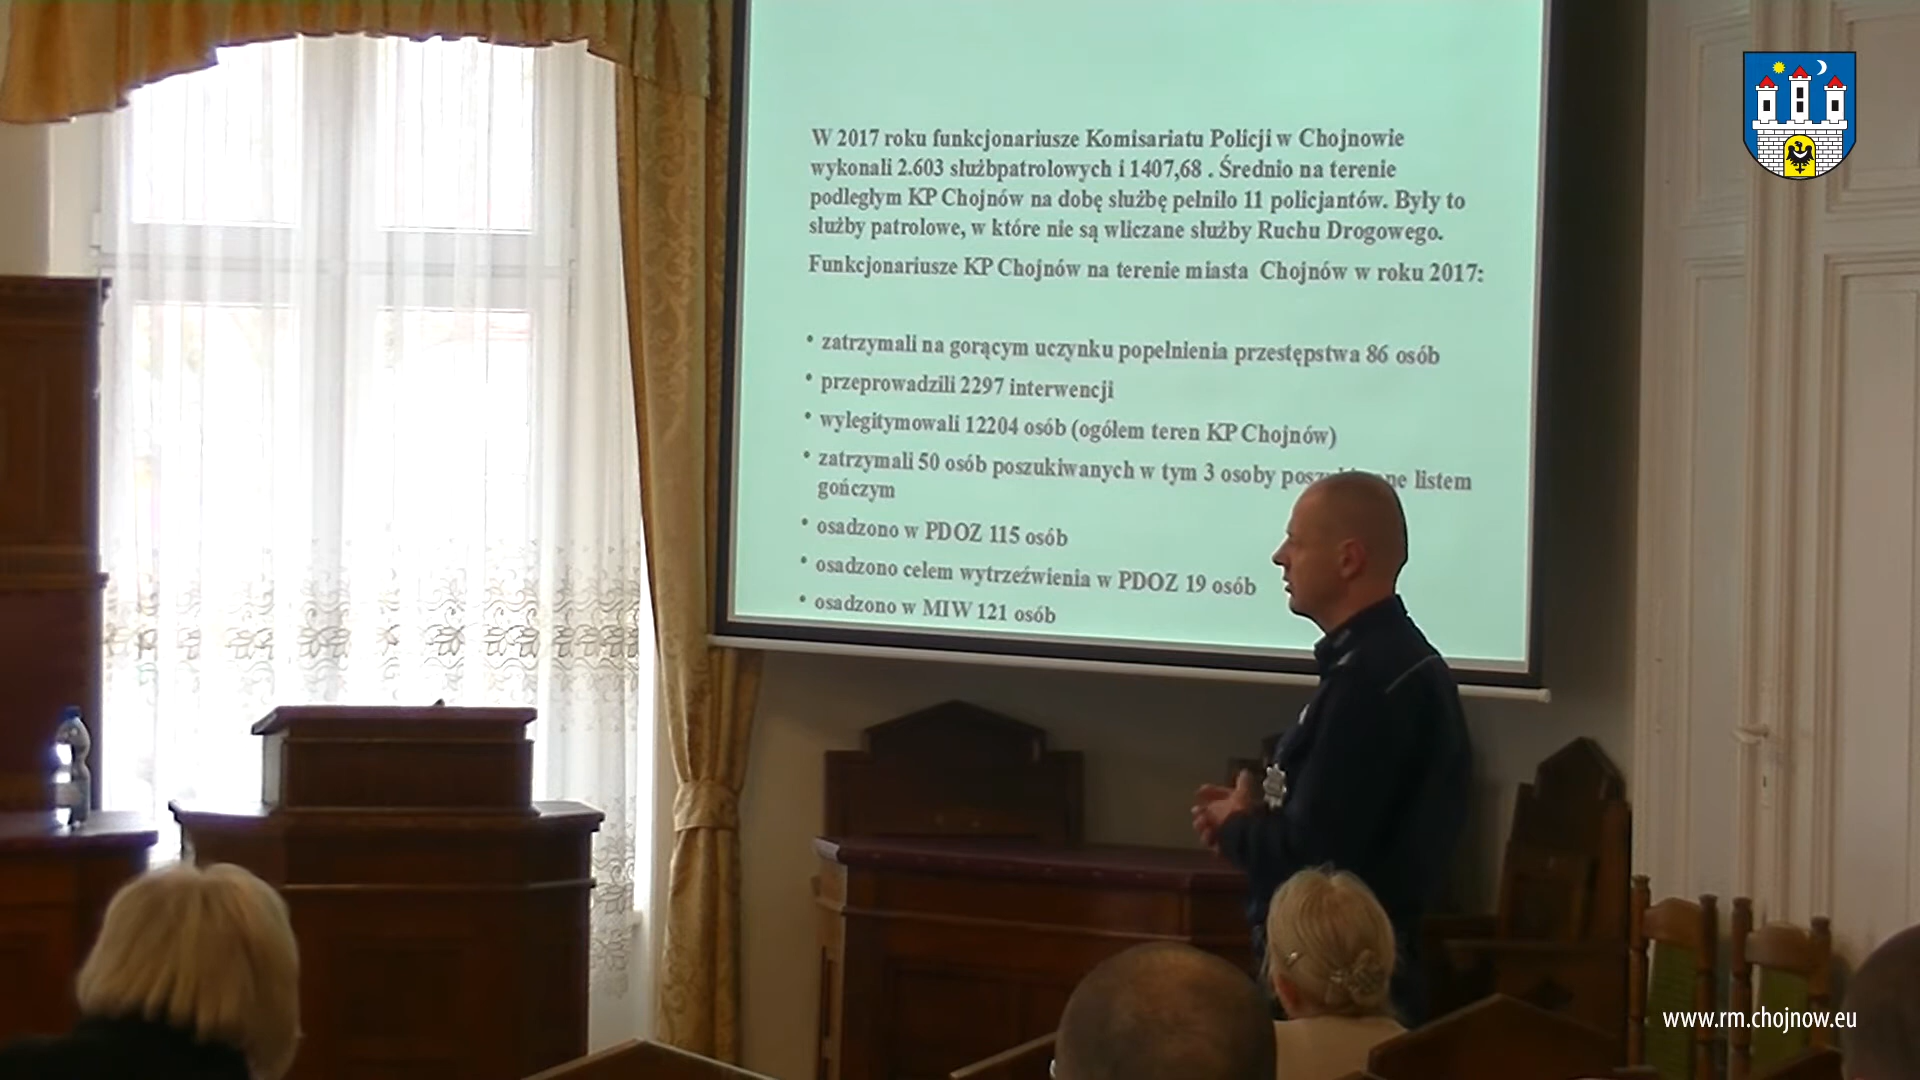 W 2017 roku funkcjonariusze Komisariatu Policji w Chojnowie
wykonali 2.603 służbpatrolowych i 1407,68 . Średnio na terenie
podległym KP Chojnów na dobę służbę pełniło 11 policjantów. Były to
służby patrolowe, w które nie są wliczane służby Ruchu Drogowego.
Funkcjonariusze KP Chojnów na terenie miasta Chojnów w roku 2017:
• zatrzymali na gorącym uczynku popełnienia przestępstwa 86 osób
• przeprowadzili 2297 interwencji
• wylegitymowali 12204 osób (ogółem teren KP Chojnów)
• zatrzymali 50 osób poszukiwanych w tym 3 osoby listem
gończym
• osadzono w PDOZ 115 osób
• osadzono celem wytrzeźwienia w PDOZ 19 osób
• osadzono w MIW 121 osób
www.rm.chojnow.eu